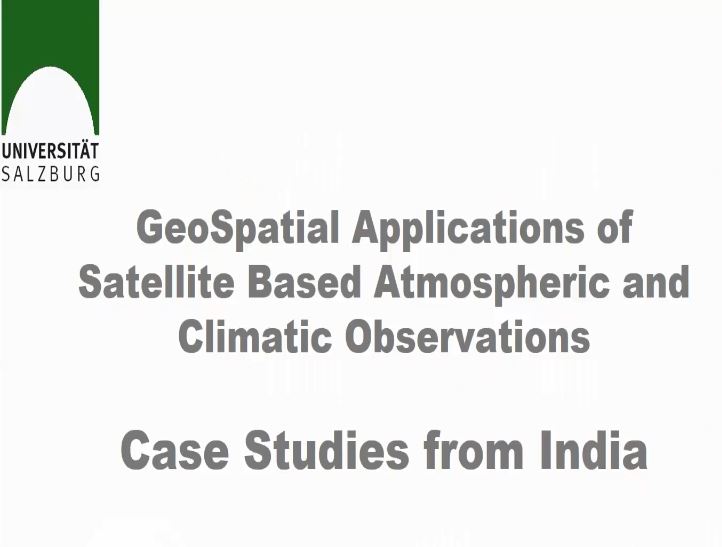 UNIVERSITÄT
SALZBURG
GeoSpatial Applications of
Satellite Based Atmospheric and
Climatic Observations
Case Studies from India